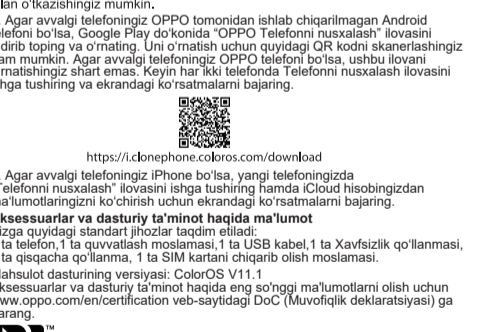 lan o‘tkazishingiz mumkin.
. Agar avvalgi telefoningiz OPPO tomonidan ishlab chiqarilmagan Android
elefoni bo‘lsa, Google Play do‘konida “OPPO Telefonni nusxalash” ilovasini
idirib toping va o‘rnating. Uni o‘rnatish uchun quyidagi QR kodni skanerlashingiz
am mumkin. Agar avvalgi telefoningiz OPPO telefoni bo‘lsa, ushbu ilovani
rnatishingiz shart emas. Keyin har ikki telefonda Telefonni nusxalash ilovasini
hga tushiring va ekrandagi ko‘rsatmalarni bajaring.
https://i.clonephone.coloros.com/download
. Agar avvalgi telefoningiz iPhone bo‘lsa, yangi telefoningizda
Telefonni nusxalash” ilovasini ishga tushiring hamda iCloud hisobingizdan
a‘lumotlaringizni ko‘chirish uchun ekrandagi ko‘rsatmalarni bajaring.
ksessuarlar va dasturiy ta'minot haqida ma'lumot
izga quyidagi standart jihozlar taqdim etiladi:
ta telefon,1 ta quvvatlash moslamasi,1 ta USB kabel,1 ta Xavfsizlik qo‘llanmasi,
ta qisqacha qo‘llanma, 1 ta SIM kartani chiqarib olish moslamasi.
ahsulot dasturining versiyasi: ColorOS V11.1
ksessuarlar va dasturiy ta'minot haqida eng so'nggi ma'lumotlarni olish uchun
ww.oppo.com/en/certification veb-saytidagi DoC (Muvofiqlik deklaratsiyasi) ga
arang.
TM